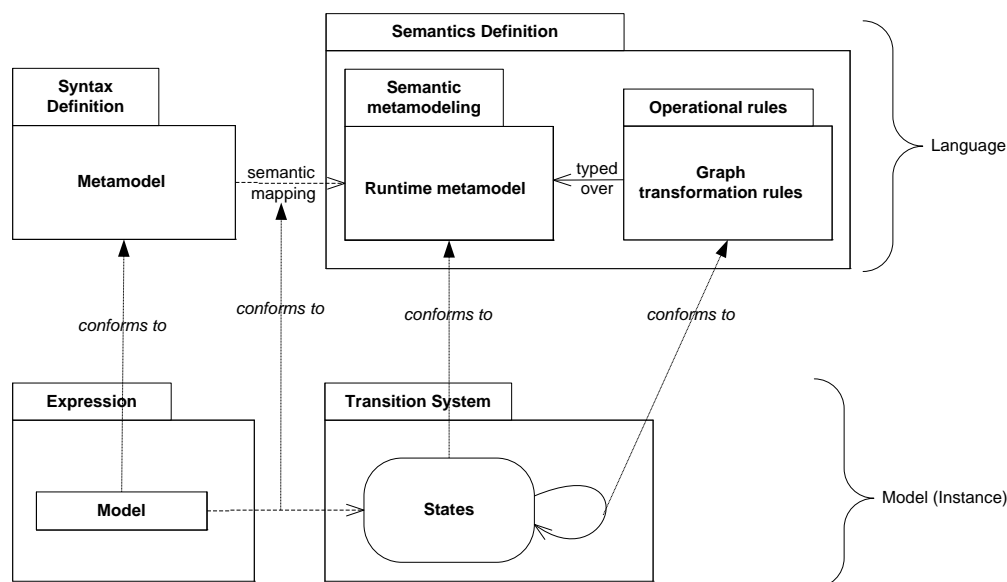 Semantics Definition
Syntax
Definition
Semantic
metamodeling
Operational rules
Metamodel
semantic
mapping
Runtime metamodel
typed
over
Graph
transformation rules
Language
conforms to
conforms to
conforms to
conforms to
Expression
Transition System
Model
States
Model (Instance)